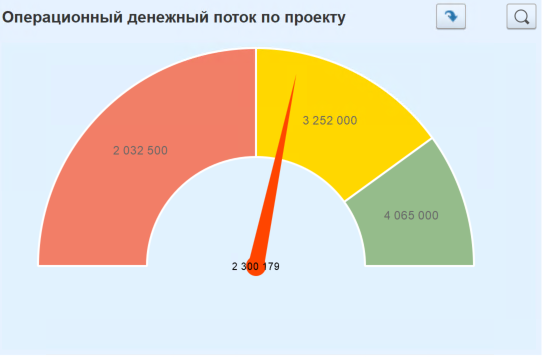 Операционный денежный поток по проекту
3 252 000
2 032 500
4 065 000
2 300 179